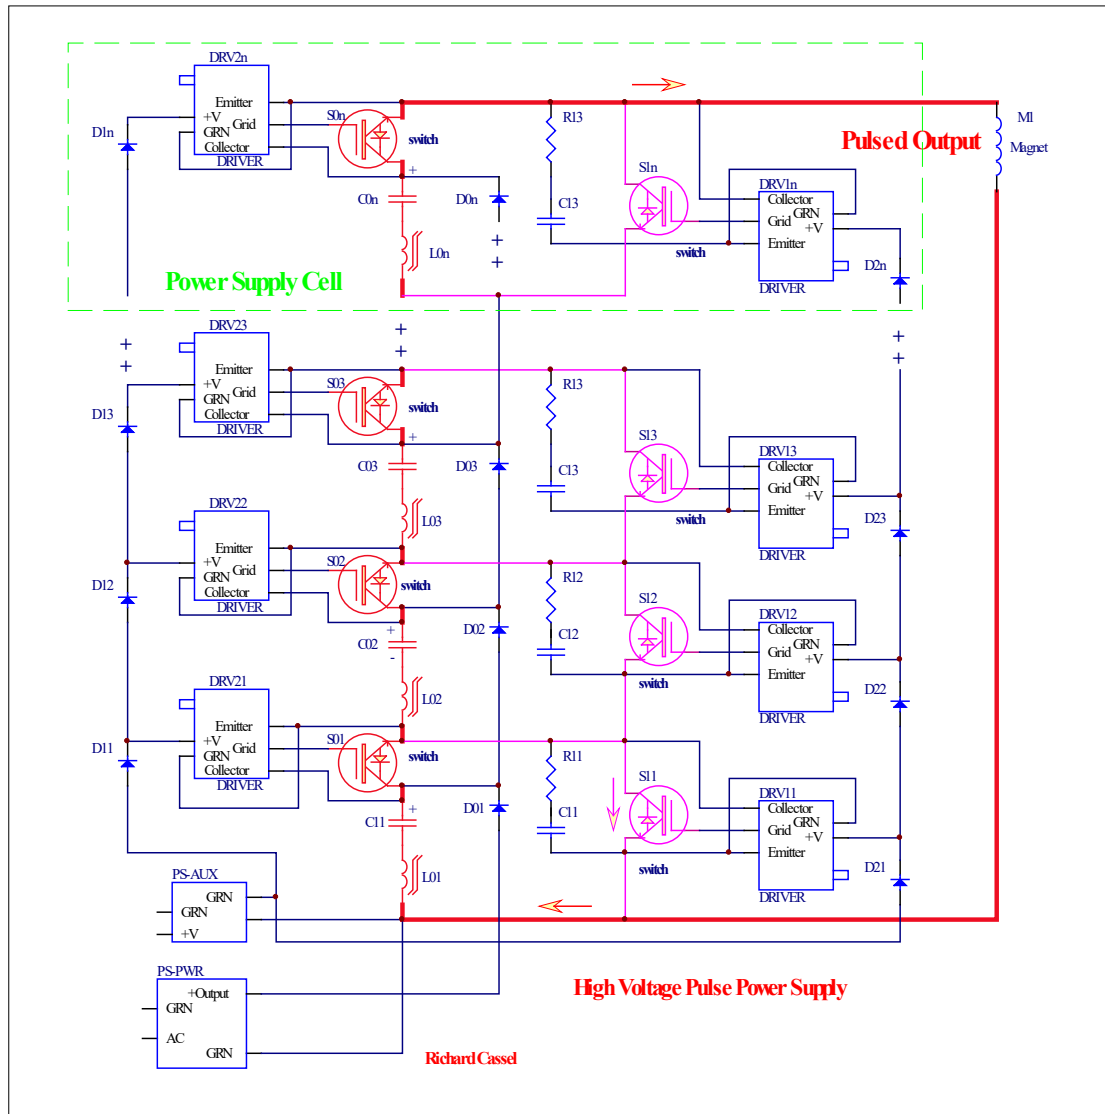 DRV2n
Emitter
+V
Grid
GRN
Collector
DRIVER
D1n
S0n
switch
+
C0n
D0n
L0n
+
+
R13
C13
S1n
switch
Pulsed Output
M1
Magnet
DRV1n
Collector
GRN
Grid
+V
Emitter
DRIVER
D2n
Power Supply Cell
+
+
+
+
+
+
DRV23
Emitter
+V
Grid
GRN
Collector
DRIVER
D13
S03
switch
+
C03
D03
L03
R13
C13
S13
switch
DRV13
Collector
GRN
Grid
+V
Emitter
DRIVER
D23
DRV22
Emitter
+V
Grid
GRN
Collector
DRIVER
D12
S02
switch
+
C02
-
D02
L02
R12
C12
S12
switch
DRV12
Collector
GRN
Grid
+V
Emitter
DRIVER
D22
DRV21
Emitter
+V
Grid
GRN
Collector
DRIVER
D11
S01
switch
+
C11
D01
L01
R11
C11
S11
switch
DRV11
Collector
GRN
Grid
+V
Emitter
DRIVER
D21
PS-AUX
GRN
GRN
+V
PS-PWR
+Output
GRN
AC
GRN
High Voltage Pulse Power Supply
Richard Cassel